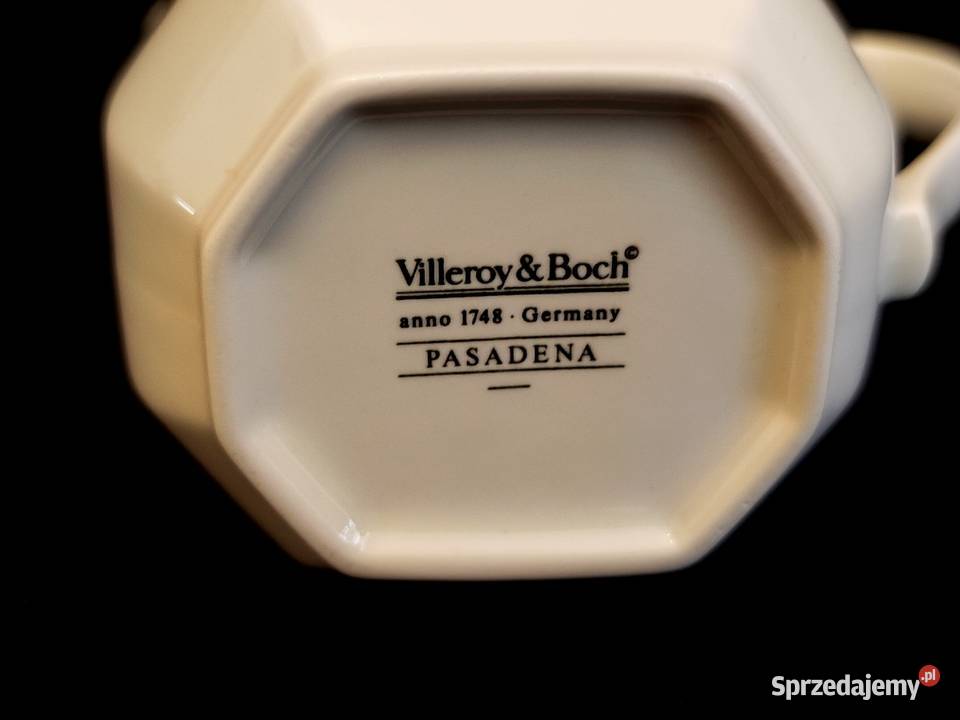 Villeroy & Boch©
anno 1748 · Germany
PASADENA
Sprzedajemy.pl